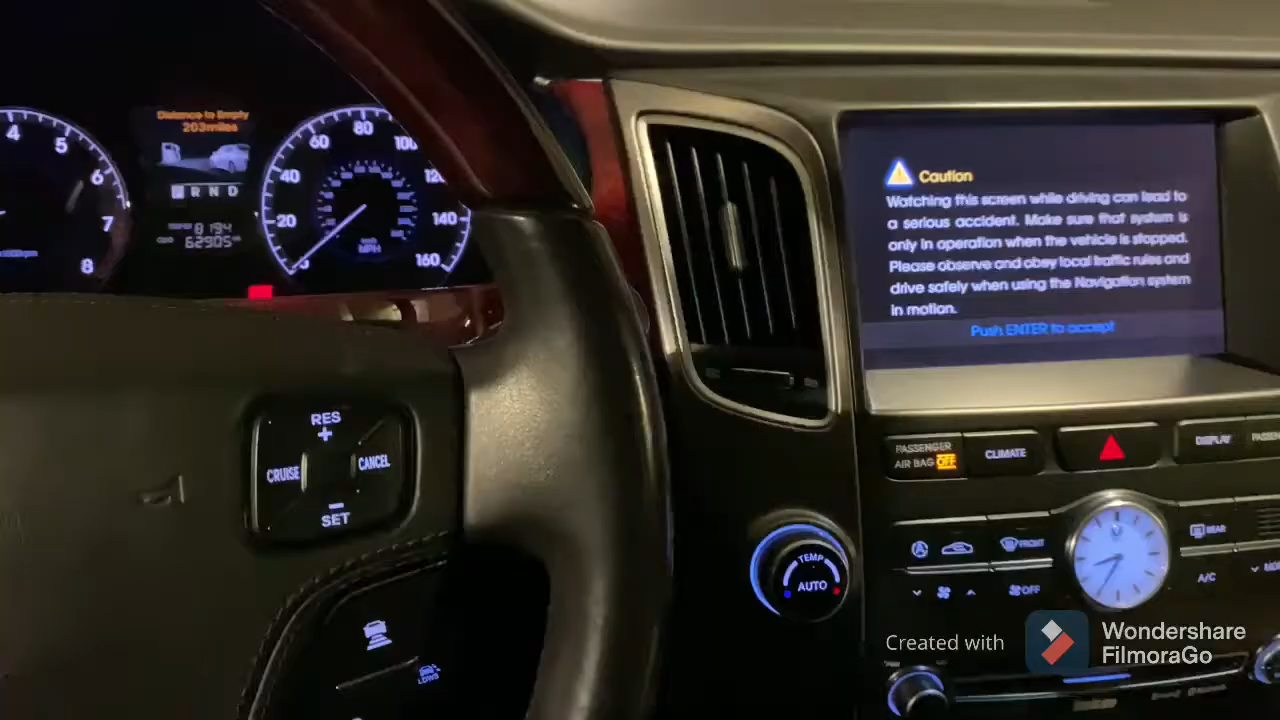 4
5
6
7
8
Distance to Empty
203miles
R N D
8194
62905
20
40
60
80
100
140
160
MPH
Caution
Watching this screen while driving can lead to
a serious accident. Make sure that system is
only in operation when the vehicle is stopped.
Please observe and obey local traffic rules and
drive safely when using the Navigation system
in motion.
Push ENTER to accept
PASSENGER
AIR BAG OFF
CLIMATE
DISPLAY
RES
+
CRUISE
CANCEL
−
SET
LDWS
TEMP
AUTO
FRONT
REAR
OFF
A/C
Created with
Wondershare
FilmoraGo